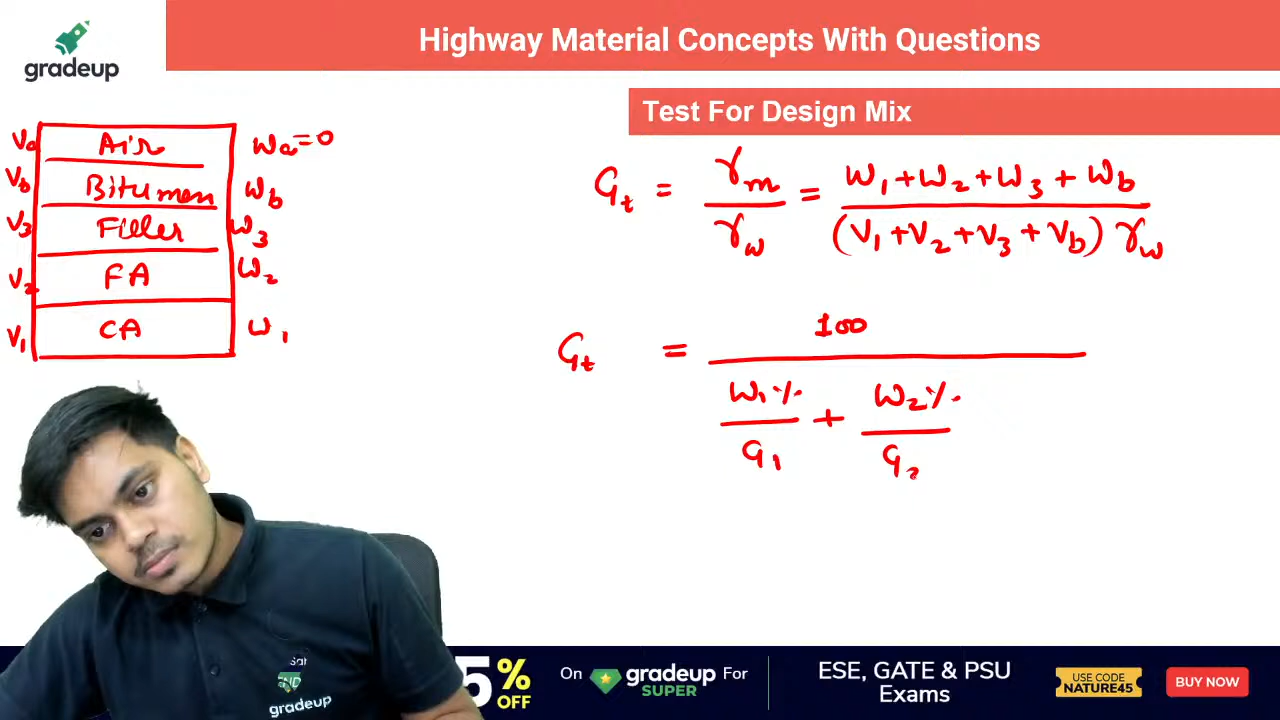 gradeup
Highway Material Concepts With Questions
Test For Design Mix
Va Air Wa=0
Vb Bitumen Wb
V3 Filler W3
V2 FA W2
V1 CA W1
Gt = γm/γw = W1+W2+W3+Wb/(V1+V2+V3+Vb) γw
Gt = 100/(W1%/G1 + W2%/G2
gradeup
5% OFF
On gradeup SUPER For
ESE, GATE & PSU
Exams
USE CODE
NATURE45
BUY NOW